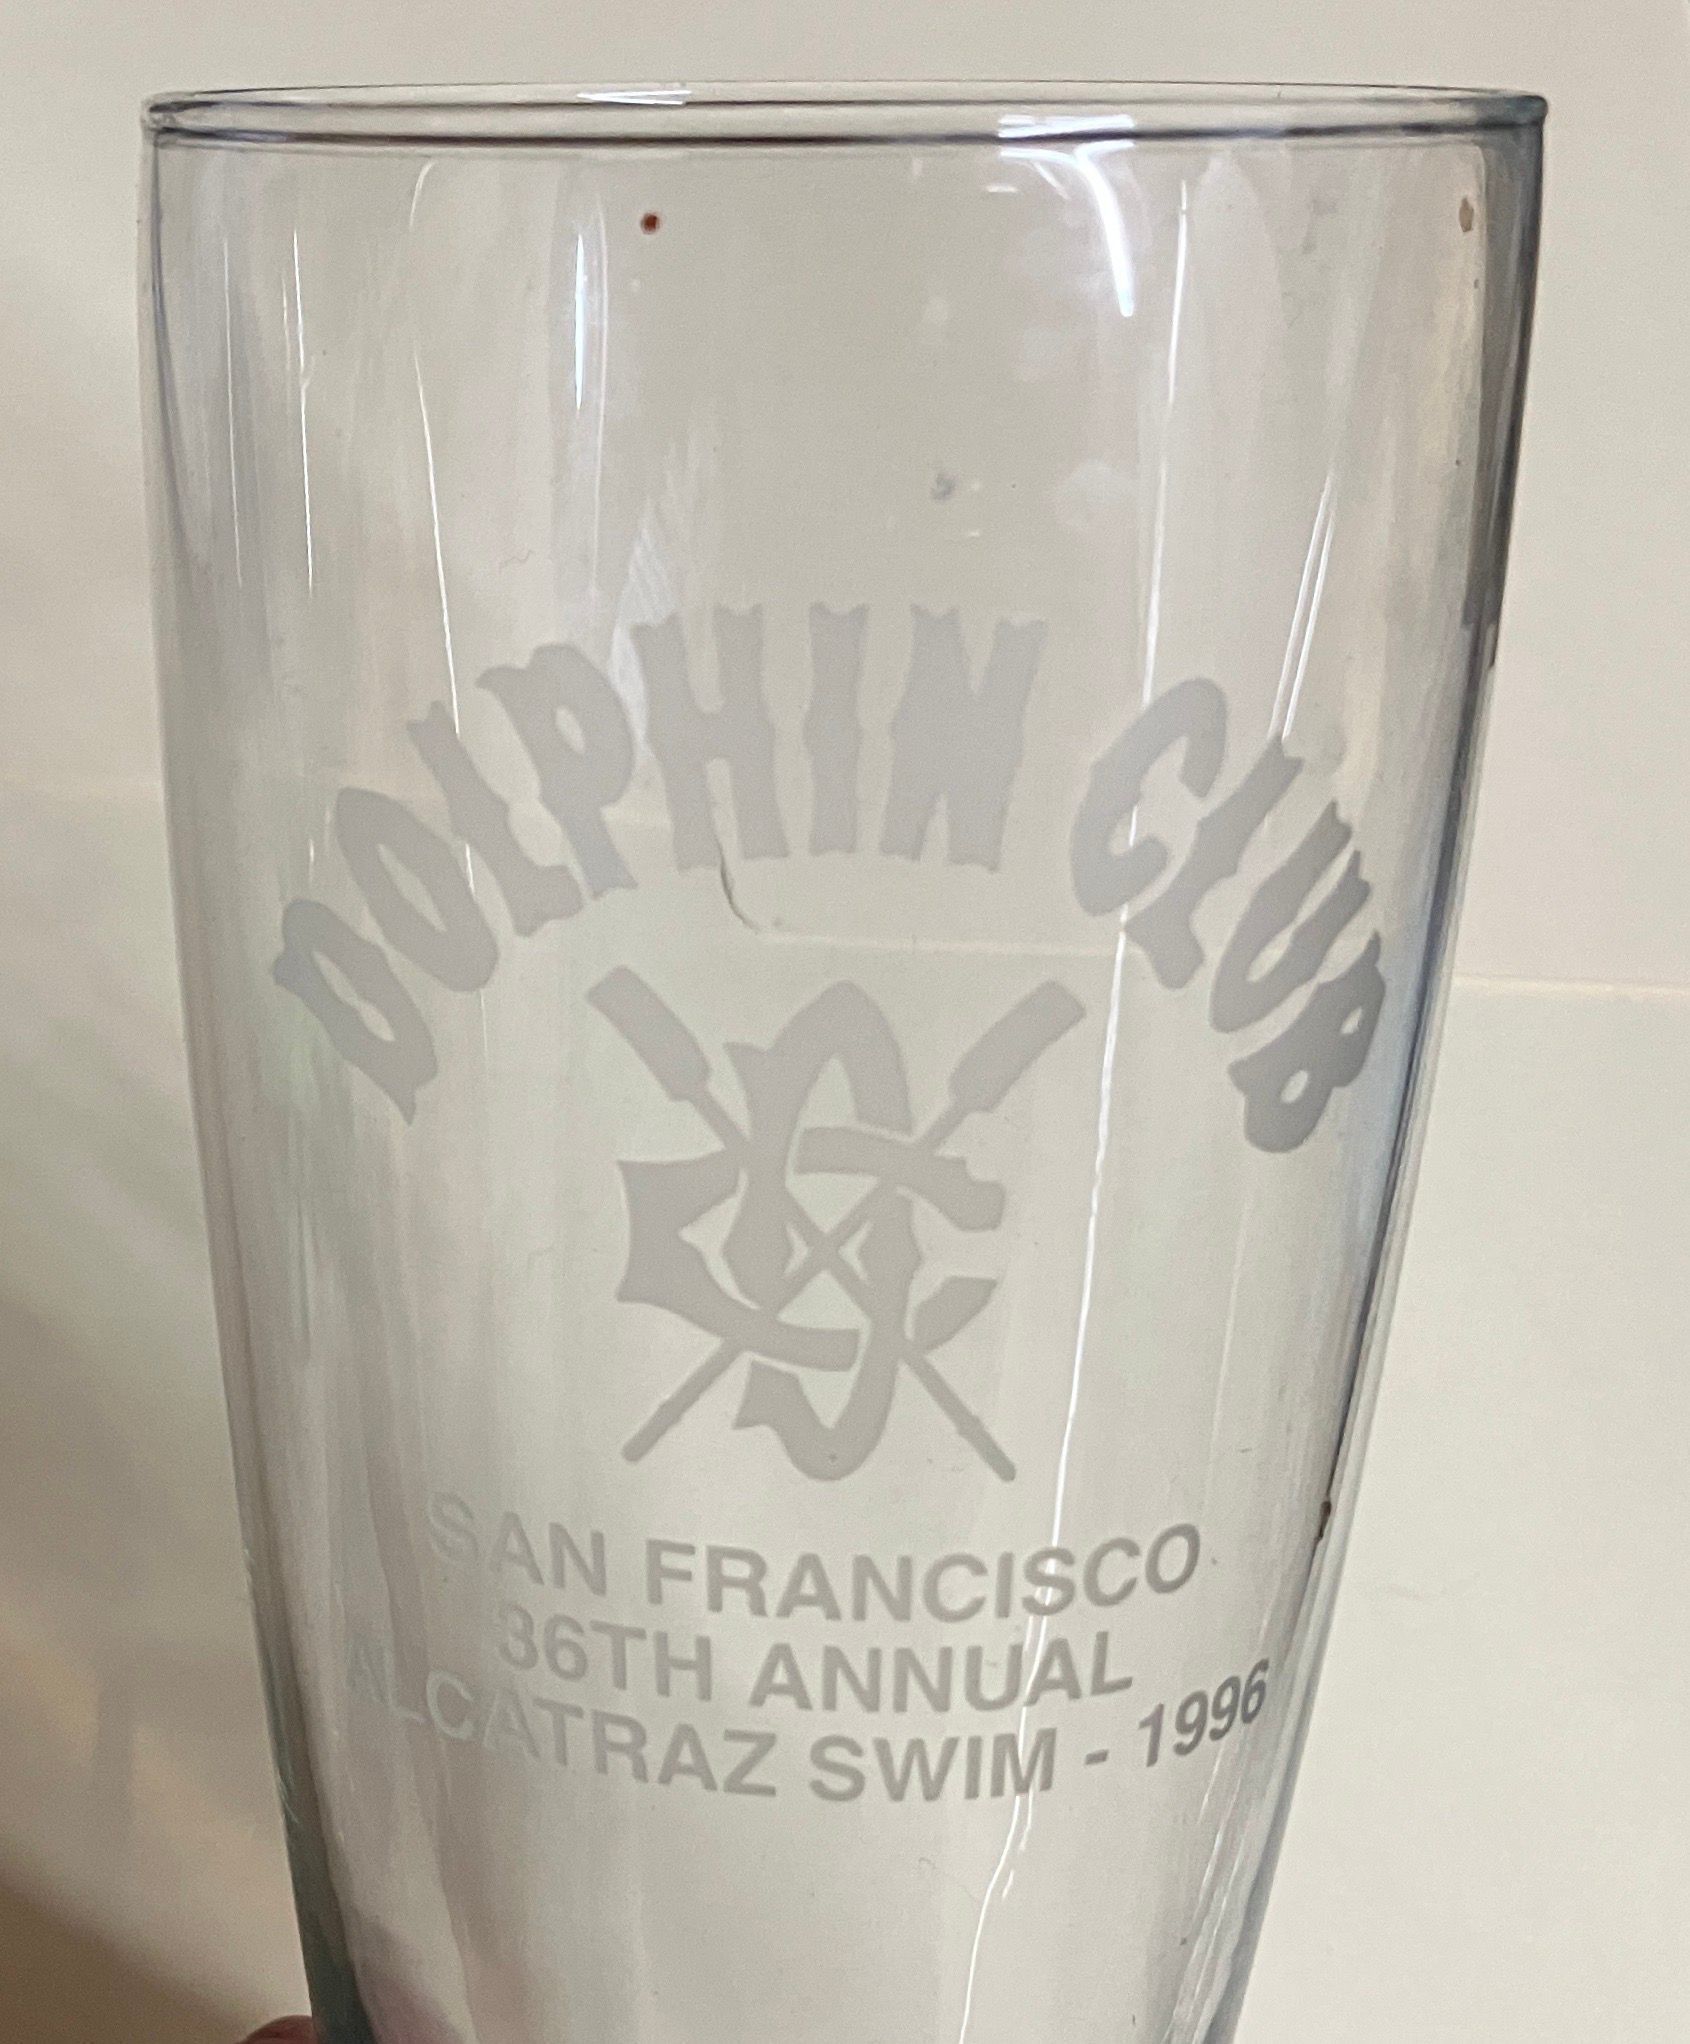 DOLPHIN CLUB
SAN FRANCISCO
36TH ANNUAL
ALCATRAZ SWIM - 1996